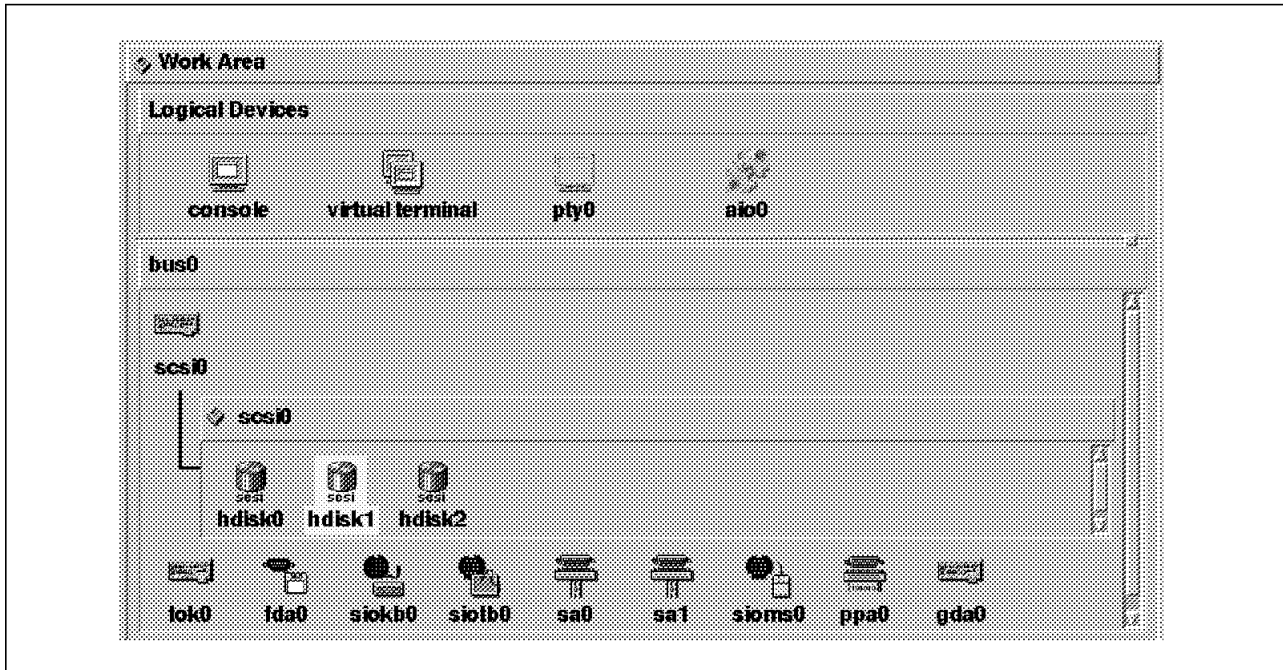 Work Area
Logical Devices
console virtual terminal pty0 aio0
bus0
scsi0
scsi0
scsi scsi scsi
hdisk0 hdisk1 hdisk2
tok0 fda0 siokb0 siotb0 sa0 sa1 sioms0 ppa0 gda0